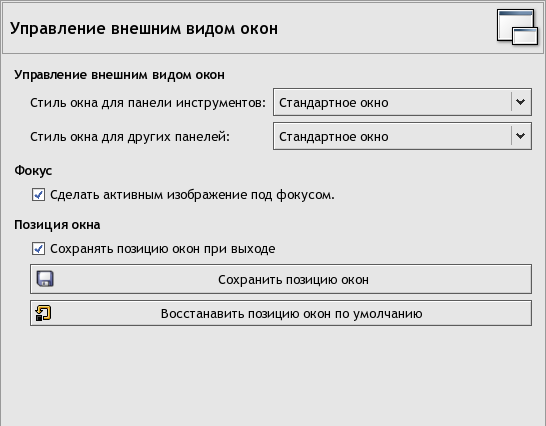 Управление внешним видом окон
Управление внешним видом окон
Стиль окна для панели инструментов:
Стандартное окно
Стиль окна для других панелей:
Стандартное окно
Фокус
Сделать активным изображение под фокусом.
Позиция окна
Сохранять позицию окон при выходе
Сохранить позицию окон
Восстанавить позицию окон по умолчанию